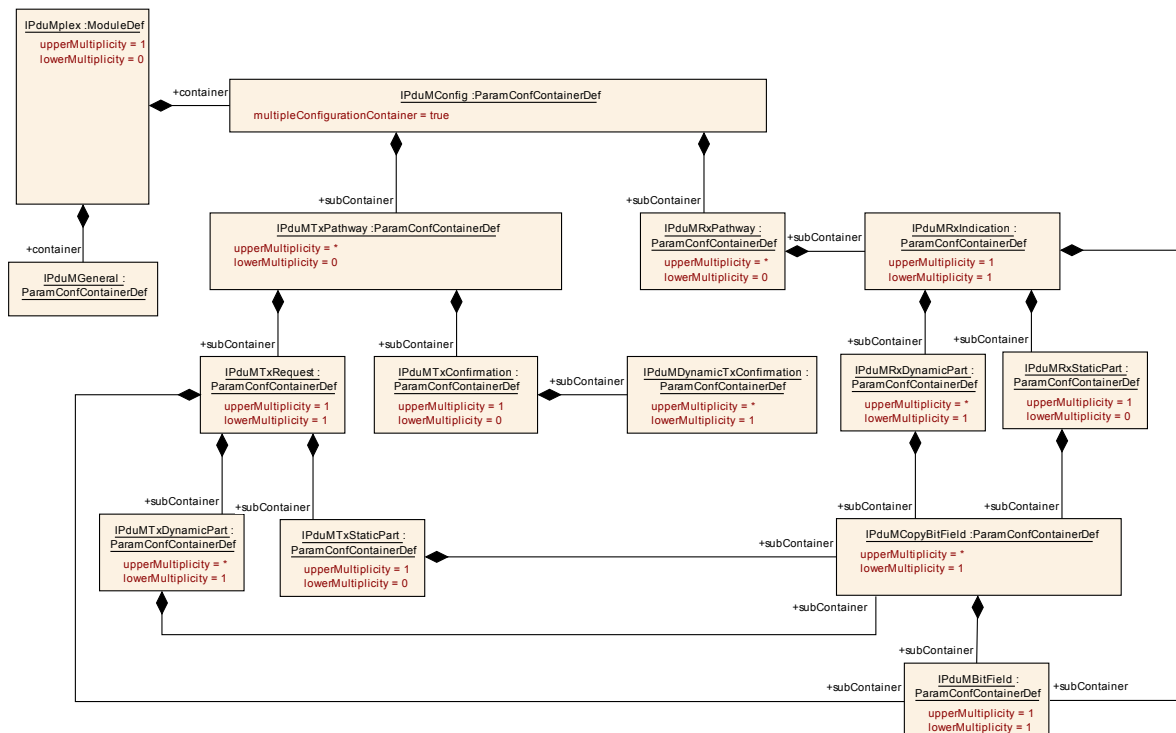 IPduMplex :ModuleDef
upperMultiplicity = 1
lowerMultiplicity = 0
+container
IPduMConfig :ParamConfContainerDef
multipleConfigurationContainer = true
+container
IPduMGeneral :
ParamConfContainerDef
+subContainer
+subContainer
IPduMTxPathway :ParamConfContainerDef
upperMultiplicity = *
lowerMultiplicity = 0
IPduMRxPathway :
ParamConfContainerDef
upperMultiplicity = *
lowerMultiplicity = 0
+subContainer
IPduMRxIndication :
ParamConfContainerDef
upperMultiplicity = 1
lowerMultiplicity = 1
+subContainer
+subContainer
+subContainer
+subContainer
IPduMTxRequest :
ParamConfContainerDef
upperMultiplicity = 1
lowerMultiplicity = 1
IPduMTxConfirmation :
ParamConfContainerDef
upperMultiplicity = 1
lowerMultiplicity = 0
+subContainer
IPduMDynamicTxConfirmation :
ParamConfContainerDef
upperMultiplicity = *
lowerMultiplicity = 1
IPduMRxDynamicPart :
ParamConfContainerDef
upperMultiplicity = *
lowerMultiplicity = 1
IPduMRxStaticPart :
ParamConfContainerDef
upperMultiplicity = 1
lowerMultiplicity = 0
+subContainer
+subContainer
+subContainer
+subContainer
IPduMTxDynamicPart :
ParamConfContainerDef
upperMultiplicity = *
lowerMultiplicity = 1
IPduMTxStaticPart :
ParamConfContainerDef
upperMultiplicity = 1
lowerMultiplicity = 0
+subContainer
IPduMCopyBitField :ParamConfContainerDef
upperMultiplicity = *
lowerMultiplicity = 1
+subContainer
+subContainer
+subContainer
IPduMBitField :
ParamConfContainerDef
upperMultiplicity = 1
lowerMultiplicity = 1
+subContainer